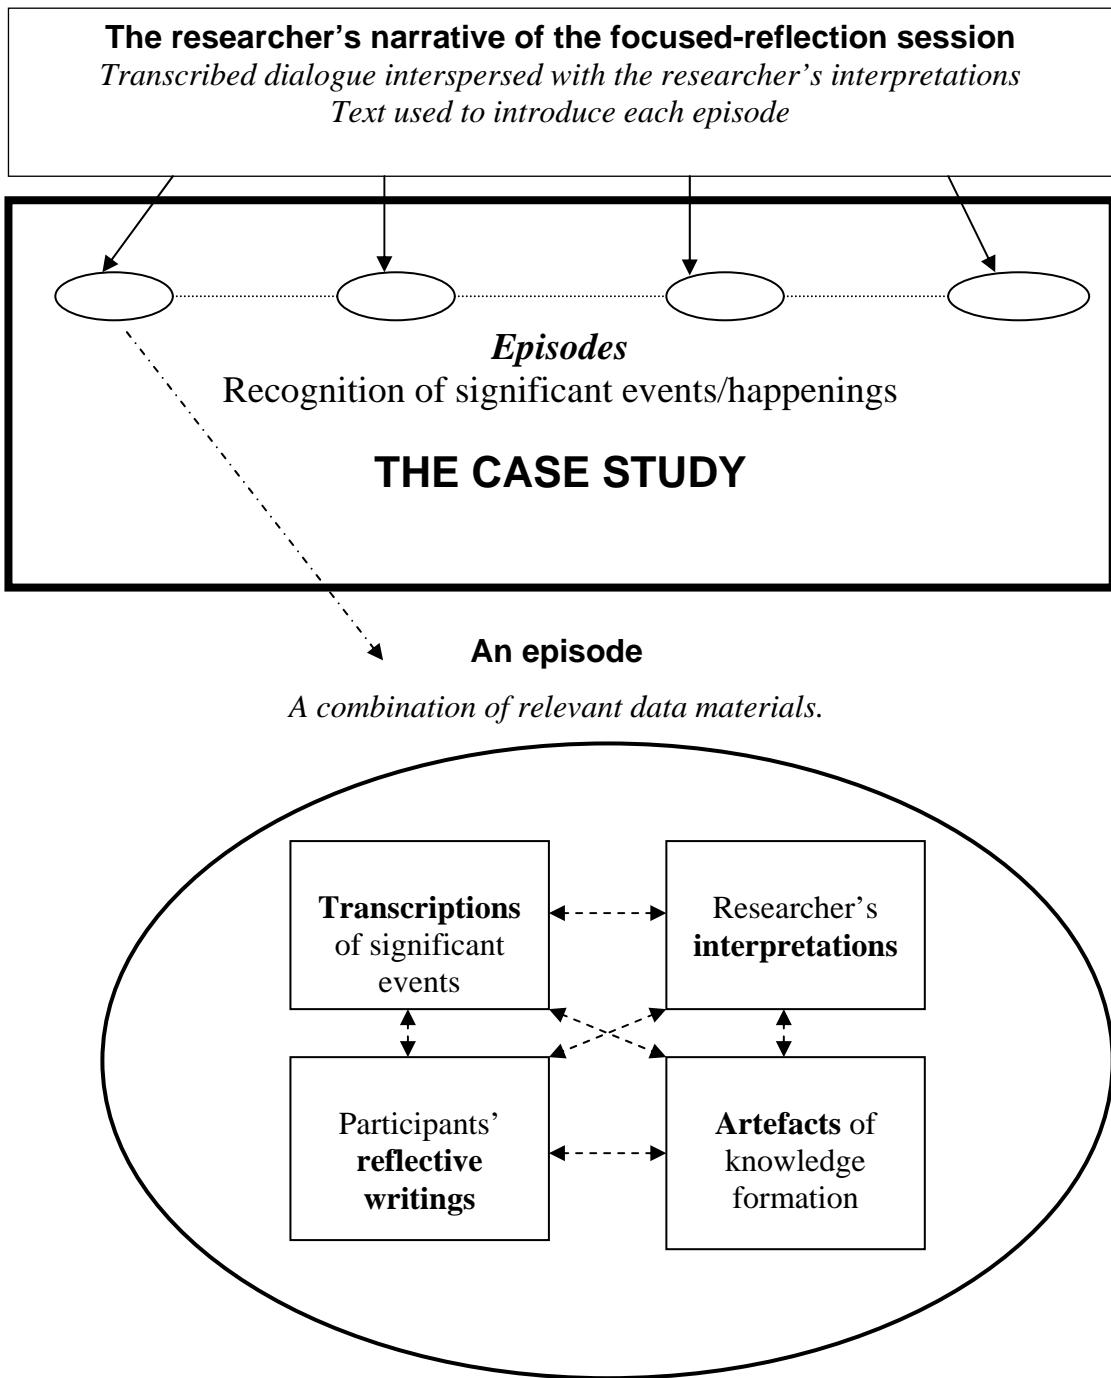 The researcher’s narrative of the focused-reflection session
Transcribed dialogue interspersed with the researcher’s interpretations
Text used to introduce each episode
Episodes
Recognition of significant events/happenings
THE CASE STUDY
An episode
A combination of relevant data materials.
Transcriptions
of significant
events
Researcher’s
interpretations
Participants’
reflective
writings
Artefacts of
knowledge
formation